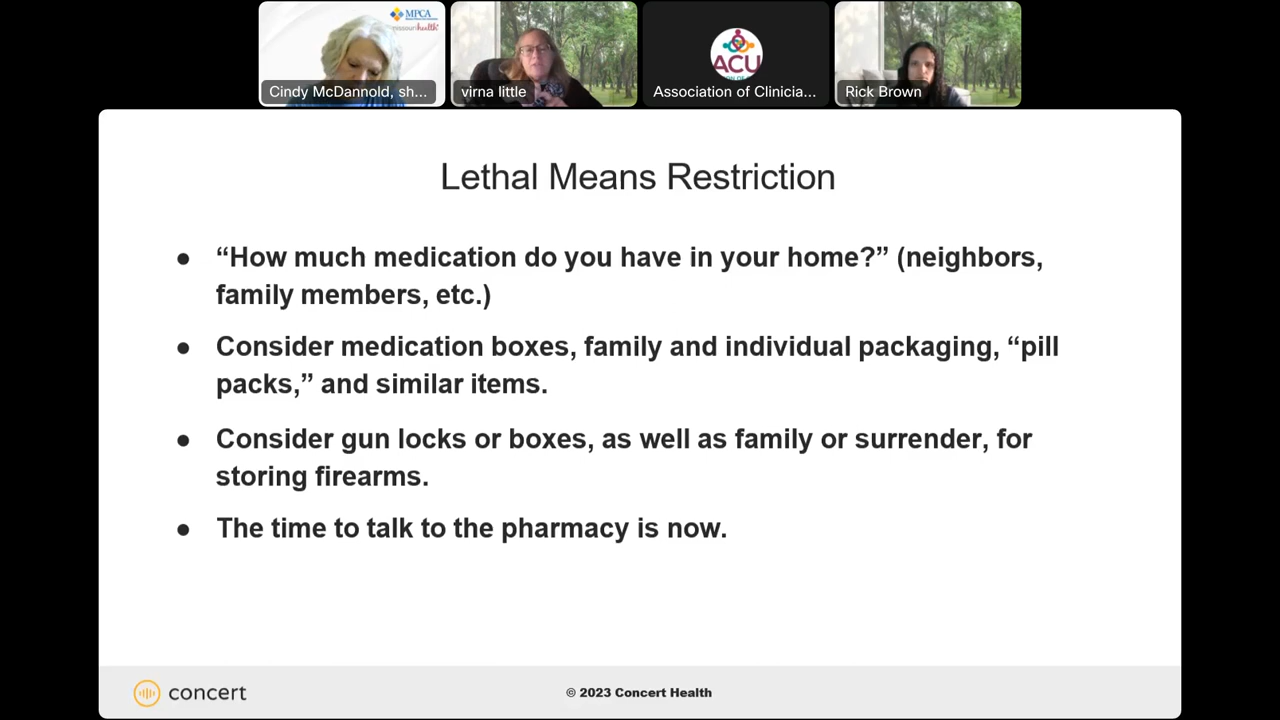 MPCA
missourihealth+
Cindy McDannold, sh...
virna little
ACU
Association of Clinicia...
Rick Brown
Lethal Means Restriction
● “How much medication do you have in your home?” (neighbors,
family members, etc.)
● Consider medication boxes, family and individual packaging, “pill
packs,” and similar items.
● Consider gun locks or boxes, as well as family or surrender, for
storing firearms.
● The time to talk to the pharmacy is now.
concert
© 2023 Concert Health